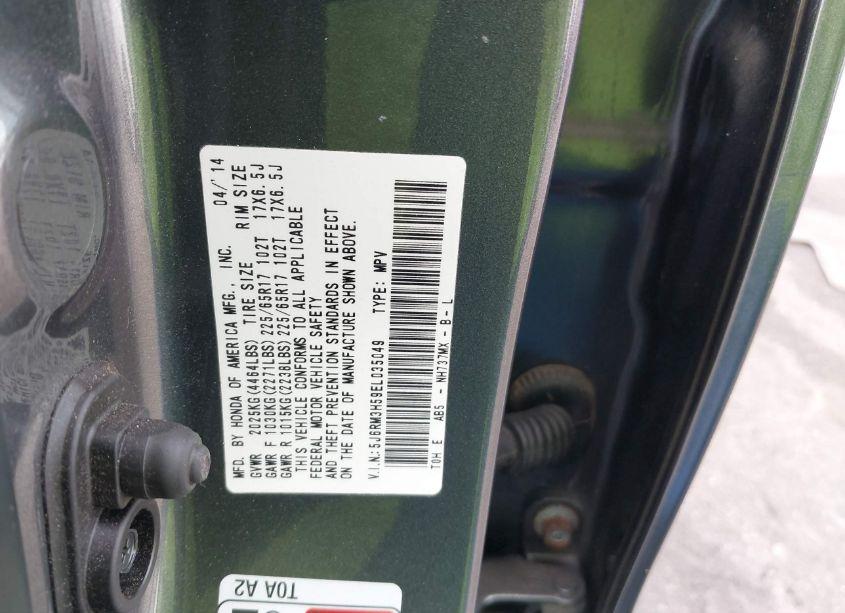 MFD. BY HONDA OF AMERICA MFG., INC. 04/'14
GVWR 2025KG(4464LBS) TIRE SIZE RIM SIZE
GAWR F 1030KG(2271LBS) 225/65R17 102T 17X6.5J
GAWR R 1015KG(2238LBS) 225/65R17 102T 17X6.5J
THIS VEHICLE CONFORMS TO ALL APPLICABLE
FEDERAL MOTOR VEHICLE SAFETY
AND THEFT PREVENTION STANDARDS IN EFFECT
ON THE DATE OF MANUFACTURE SHOWN ABOVE.
V.I.N.: 5J6RM3H59EL035049 TYPE: MPV
T0H E AB5 - NH737MX - B - L
T0A A2